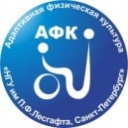 Адаптивная физическая культура
АФК
«НГУ им П.Ф.Лесгафта, Санкт-Петербург»